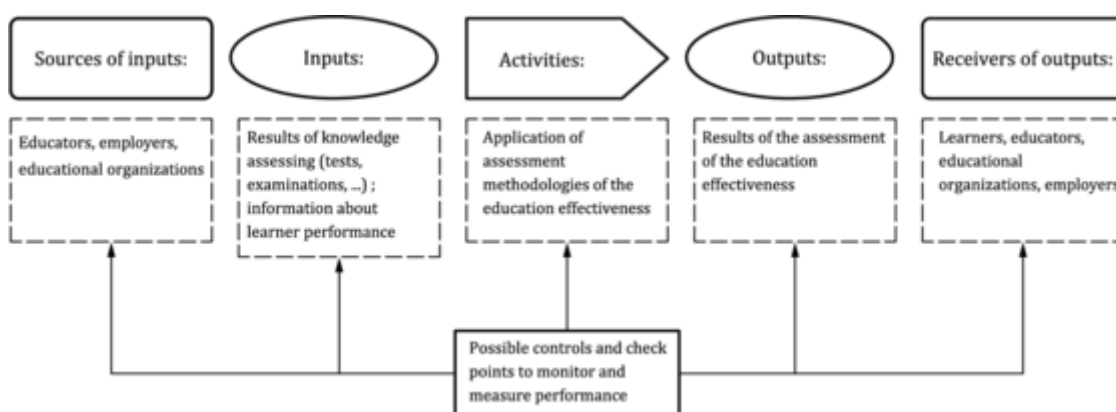 Sources of inputs:
Inputs:
Activities:
Outputs:
Receivers of outputs:
Educators, employers,
educational organizations
Results of knowledge
assessing (tests,
examinations, ...) ;
information about
learner performance
Application of
assessment
methodologies of the
education effectiveness
Results of the assessment
of the education
effectiveness
Learners, educators,
educational
organizations, employers
Possible controls and check
points to monitor and
measure performance